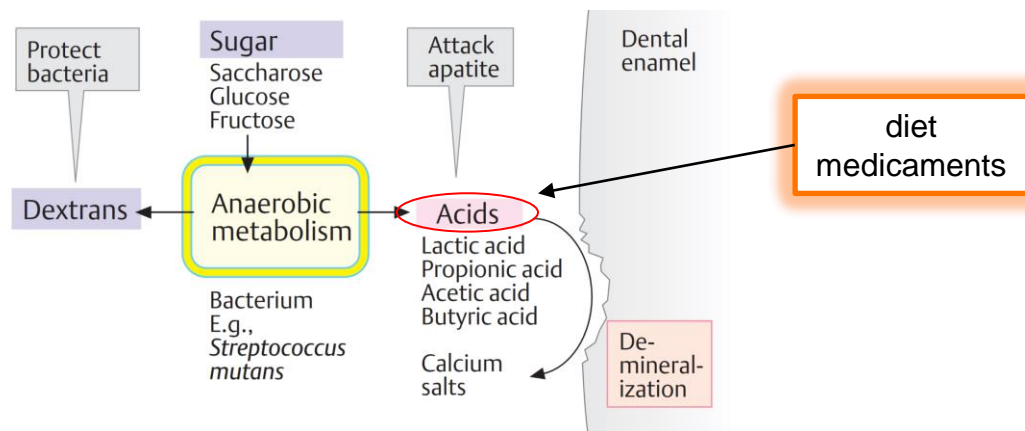 Protect
bacteria
Sugar
Saccharose
Glucose
Fructose
Attack
apatite
Dental
enamel
diet
medicaments
Dextrans
Anaerobic
metabolism
Acids
Lactic acid
Propionic acid
Acetic acid
Butyric acid
Bacterium
E.g.,
Streptococcus
mutans
Calcium
salts
De-
mineral-
ization